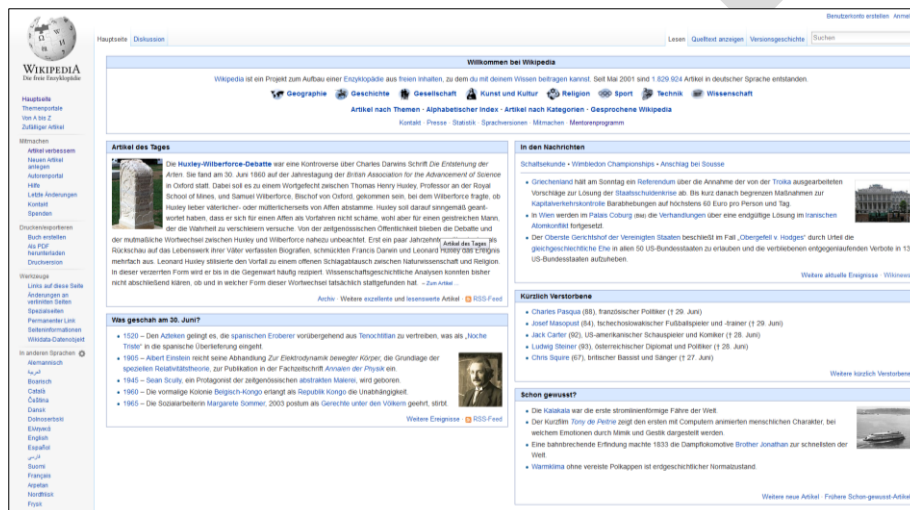 Benutzerkonto erstellen
Hauptseite Diskussion
Lesen Quelltext anzeigen Versionsgeschichte Suchen
WIKIPEDIA
Die freie Enzyklopädie
Hauptseite
Themenportale
Von A bis Z
Zufälliger Artikel
Mitmachen
Artikel verbessern
Neuen Artikel
anlegen
Autorenportal
Hilfe
Letzte Änderungen
Kontakt
Spenden
Drucken/exportieren
Buch erstellen
Als PDF
herunterladen
Druckversion
Werkzeuge
Links auf diese Seite
Änderungen an
verlinkten Seiten
Spezialseiten
Permanenter Link
Seiteninformationen
Wikidata-Datenobjekt
In anderen Sprachen
Alemannisch
العربية
Boarisch
Català
Čeština
Dansk
Dolnoserbski
Ελληνικά
English
Español
فارسی
Suomi
Français
Arpetan
Nordfriisk
Frysk
Willkommen bei Wikipedia
Wikipedia ist ein Projekt zum Aufbau einer Enzyklopädie aus freien Inhalten, zu dem du mit deinem Wissen beitragen kannst. Seit Mai 2001 sind 1.829.924 Artikel in deutscher Sprache entstanden.
Geographie Geschichte Gesellschaft Kunst und Kultur Religion Sport Technik Wissenschaft
Artikel nach Themen · Alphabetischer Index · Artikel nach Kategorien · Gesprochene Wikipedia
Kontakt · Presse · Statistik · Sprachversionen · Mitmachen · Mentorenprogramm
Artikel des Tages
Die Huxley-Wilberforce-Debatte war eine Kontroverse über Charles Darwins Schrift Die Entstehung der
Arten. Sie fand am 30. Juni 1860 auf der Jahrestagung der British Association for the Advancement of Science
in Oxford statt. Dabei soll es zu einem Wortgefecht zwischen Thomas Henry Huxley, Professor an der Royal
School of Mines, und Samuel Wilberforce, Bischof von Oxford, gekommen sein, bei dem Wilberforce fragte, ob
Huxley lieber väterlicher- oder mütterlicherseits von Affen abstamme. Huxley soll darauf sinngemäß geant-
wortet haben, dass er sich für einen Affen als Vorfahren nicht schäme, wohl aber für einen geistreichen Mann,
der die Wahrheit zu verschleiern versuche. Von der zeitgenössischen Öffentlichkeit blieben die Debatte und
der mutmaßliche Wortwechsel zwischen Huxley und Wilberforce nahezu unbeachtet. Erst ein paar Jahrzehnte Artikel des Tages als
Rückschau auf das Lebenswerk ihrer Väter verfassten Biografien, schmückten Francis Darwin und Leonard Huxley das Ereignis
mehrfach aus. Leonard Huxley stilisierte den Vorfall zu einem offenen Schlagabtausch zwischen Naturwissenschaft und Religion.
In dieser verzerrten Form wird er bis in die Gegenwart häufig rezipiert. Wissenschaftsgeschichtliche Analysen konnten bisher
nicht abschließend klären, ob und in welcher Form dieser Wortwechsel tatsächlich stattgefunden hat. – Zum Artikel ...
Archiv · Weitere exzellente und lesenswerte Artikel · RSS-Feed
Was geschah am 30. Juni?
• 1520 – Den Azteken gelingt es, die spanischen Eroberer vorübergehend aus Tenochtitlan zu vertreiben, was als „Noche
Triste“ in die spanische Überlieferung eingeht.
• 1905 – Albert Einstein reicht seine Abhandlung Zur Elektrodynamik bewegter Körper, die Grundlage der
speziellen Relativitätstheorie, zur Publikation in der Fachzeitschrift Annalen der Physik ein.
• 1945 – Sean Scully, ein Protagonist der zeitgenössischen abstrakten Malerei, wird geboren.
• 1960 – Die vormalige Kolonie Belgisch-Kongo erlangt als Republik Kongo die Unabhängigkeit.
• 1965 – Die Sozialarbeiterin Margarete Sommer, 2003 postum als Gerechte unter den Völkern geehrt, stirbt.
Weitere Ereignisse · RSS-Feed
In den Nachrichten
Schaltsekunde • Wimbledon Championships • Anschlag bei Sousse
• Griechenland hält am Sonntag ein Referendum über die Annahme der von der Troika ausgearbeiteten
Vorschläge zur Lösung der Staatsschuldenkrise ab. Bis kurz danach begrenzen Maßnahmen zur
Kapitalverkehrskontrolle Barabhebungen auf höchstens 60 Euro pro Person und Tag.
• In Wien werden im Palais Coburg (Bild) die Verhandlungen über eine endgültige Lösung im iranischen
Atomkonflikt fortgesetzt.
• Der Oberste Gerichtshof der Vereinigten Staaten beschließt im Fall „Obergefell v. Hodges“ durch Urteil die
gleichgeschlechtliche Ehe in allen 50 US-Bundesstaaten zu erlauben und die verbliebenen entgegenlaufenden Verbote in 13
US-Bundesstaaten aufzuheben.
Weitere aktuelle Ereignisse · Wikinews
Kürzlich Verstorbene
• Charles Pasqua (88), französischer Politiker († 29. Juni)
• Josef Masopust (84), tschechoslowakischer Fußballspieler und -trainer († 29. Juni)
• Jack Carter (92), US-amerikanischer Schauspieler und Komiker († 28. Juni)
• Ludwig Steiner (93), österreichischer Diplomat und Politiker († 28. Juni)
• Chris Squire (67), britischer Bassist und Sänger († 27. Juni)
Weitere kürzlich Verstorbene
Schon gewusst?
• Die Kalakala war die erste stromlinienförmige Fähre der Welt.
• Der Kurzfilm Tony de Peltrie zeigt den ersten mit Computern animierten menschlichen Charakter, bei
welchem Emotionen durch Mimik und Gestik dargestellt werden.
• Eine bahnbrechende Erfindung machte 1833 die Dampflokomotive Brother Jonathan zur schnellsten der
Welt.
• Warmklima ohne vereiste Polkappen ist erdgeschichtlicher Normalzustand.
Weitere neue Artikel · Frühere Schon-gewusst-Artikel